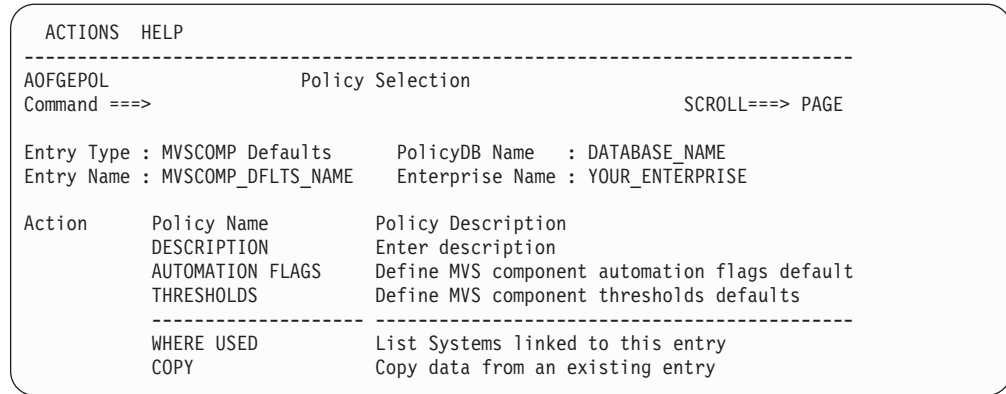 ACTIONS HELP
------------------------------------------------------------------------------
AOFGEPOL Policy Selection
Command ===> SCROLL===> PAGE
Entry Type : MVSCOMP Defaults PolicyDB Name : DATABASE_NAME
Entry Name : MVSCOMP_DFLTS_NAME Enterprise Name : YOUR_ENTERPRISE
Action Policy Name Policy Description
DESCRIPTION Enter description
AUTOMATION FLAGS Define MVS component automation flags default
THRESHOLDS Define MVS component thresholds defaults
-------------------- ---------------------------------------------
WHERE USED List Systems linked to this entry
COPY Copy data from an existing entry